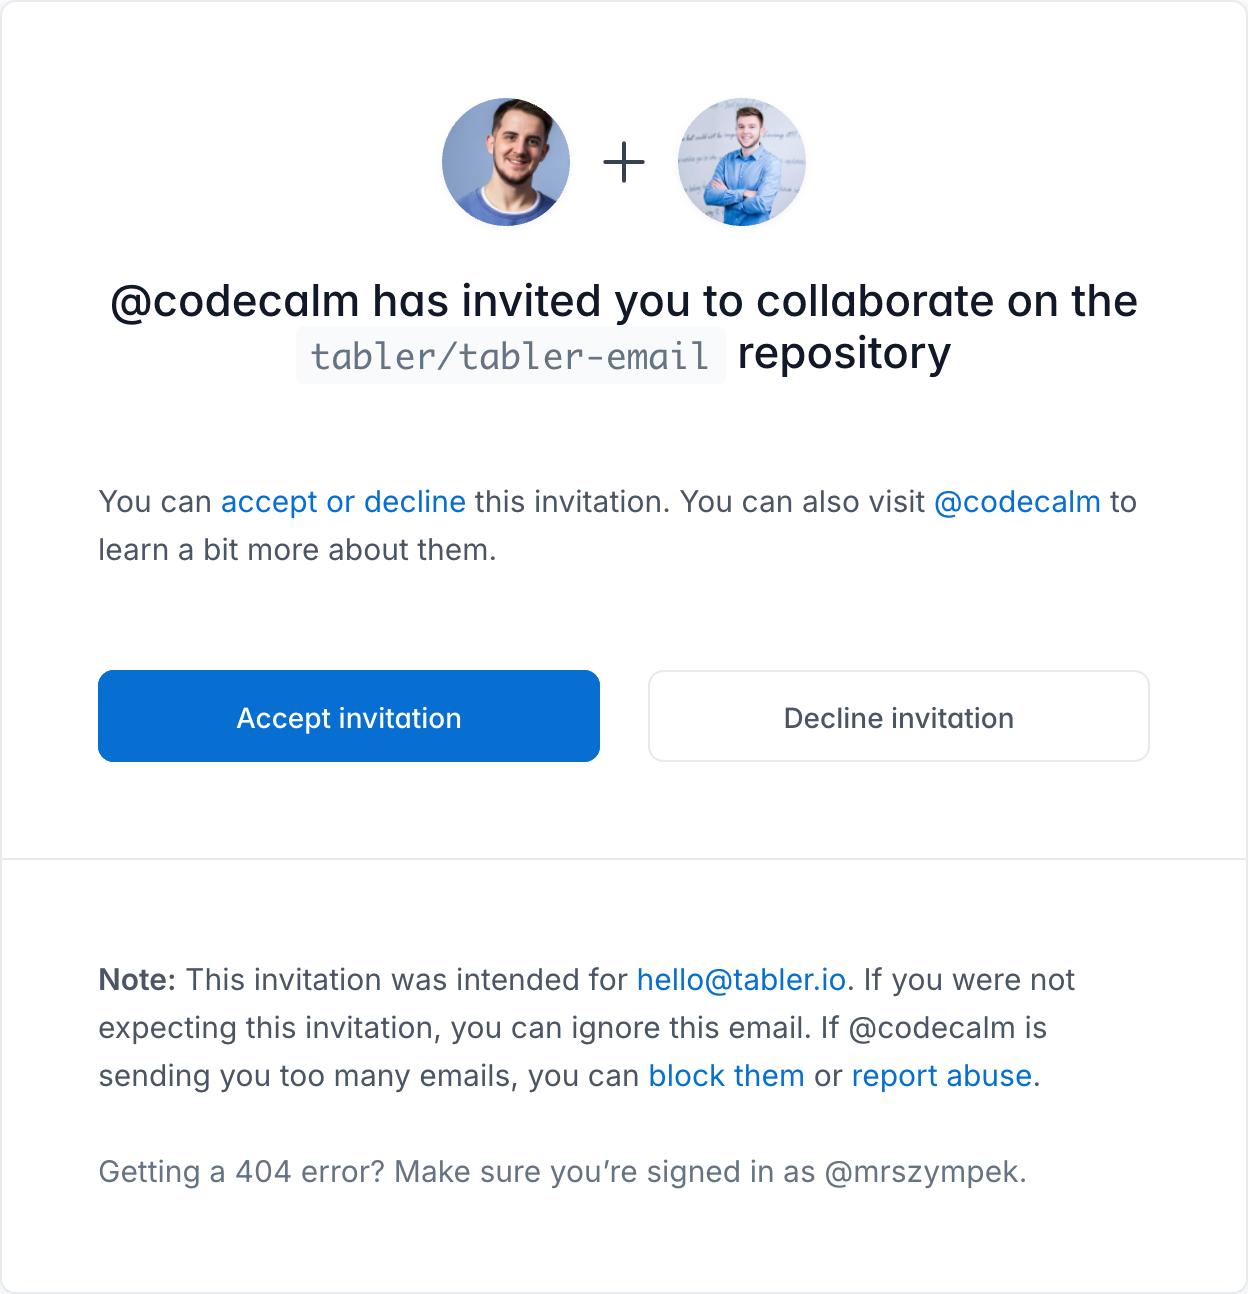 @codecalm has invited you to collaborate on the
tabler/tabler-email repository
You can accept or decline this invitation. You can also visit @codecalm to
learn a bit more about them.
Accept invitation
Decline invitation
Note: This invitation was intended for hello@tabler.io. If you were not
expecting this invitation, you can ignore this email. If @codecalm is
sending you too many emails, you can block them or report abuse.
Getting a 404 error? Make sure you’re signed in as @mrszympek.